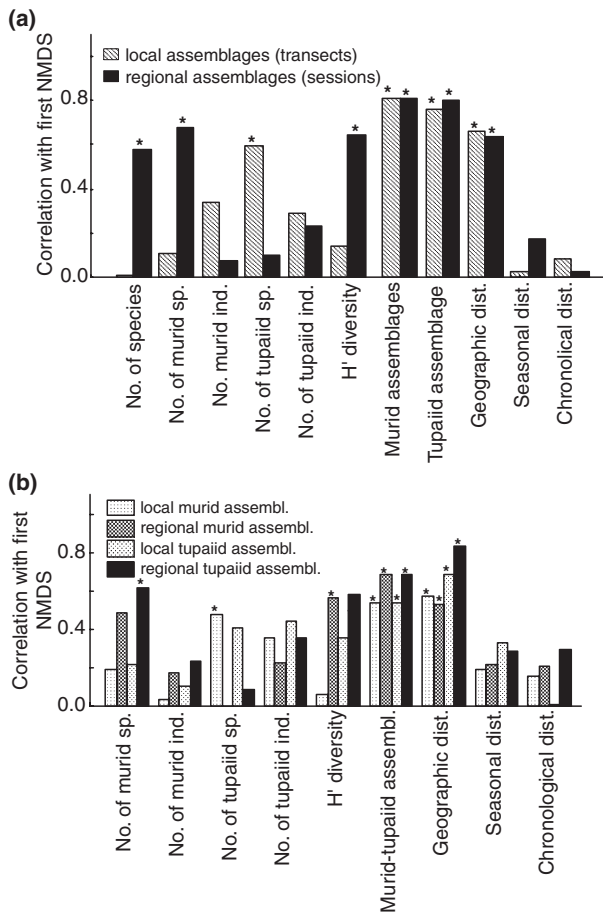 (a)
local assemblages (transects)
regional assemblages (sessions)
Correlation with first NMDS
0.8
0.4
0.0
* * * * * * * * * *
No. of species
No. of murid sp.
No. murid ind.
No. of tupaiid sp.
No. of tupaiid ind.
H' diversity
Murid assemblages
Tupaiid assemblage
Geographic dist.
Seasonal dist.
Chronolical dist.
(b)
local murid assembl.
regional murid assembl.
local tupaiid assembl.
regional tupaiid assembl.
Correlation with first
NMDS
0.8
0.4
0.0
* * * * * * * * * * *
No. of murid sp.
No. of murid ind.
No. of tupaiid sp.
No. of tupaiid ind.
H' diversity
Murid-tupaiid assembl.
Geographic dist.
Seasonal dist.
Chronological dist.